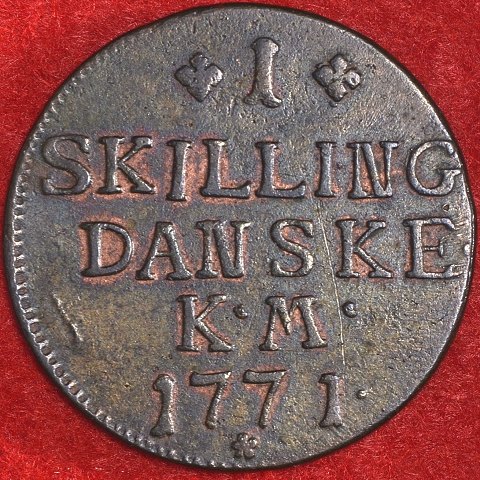 1
SKILLING
DANSKE
K·M·
1771·